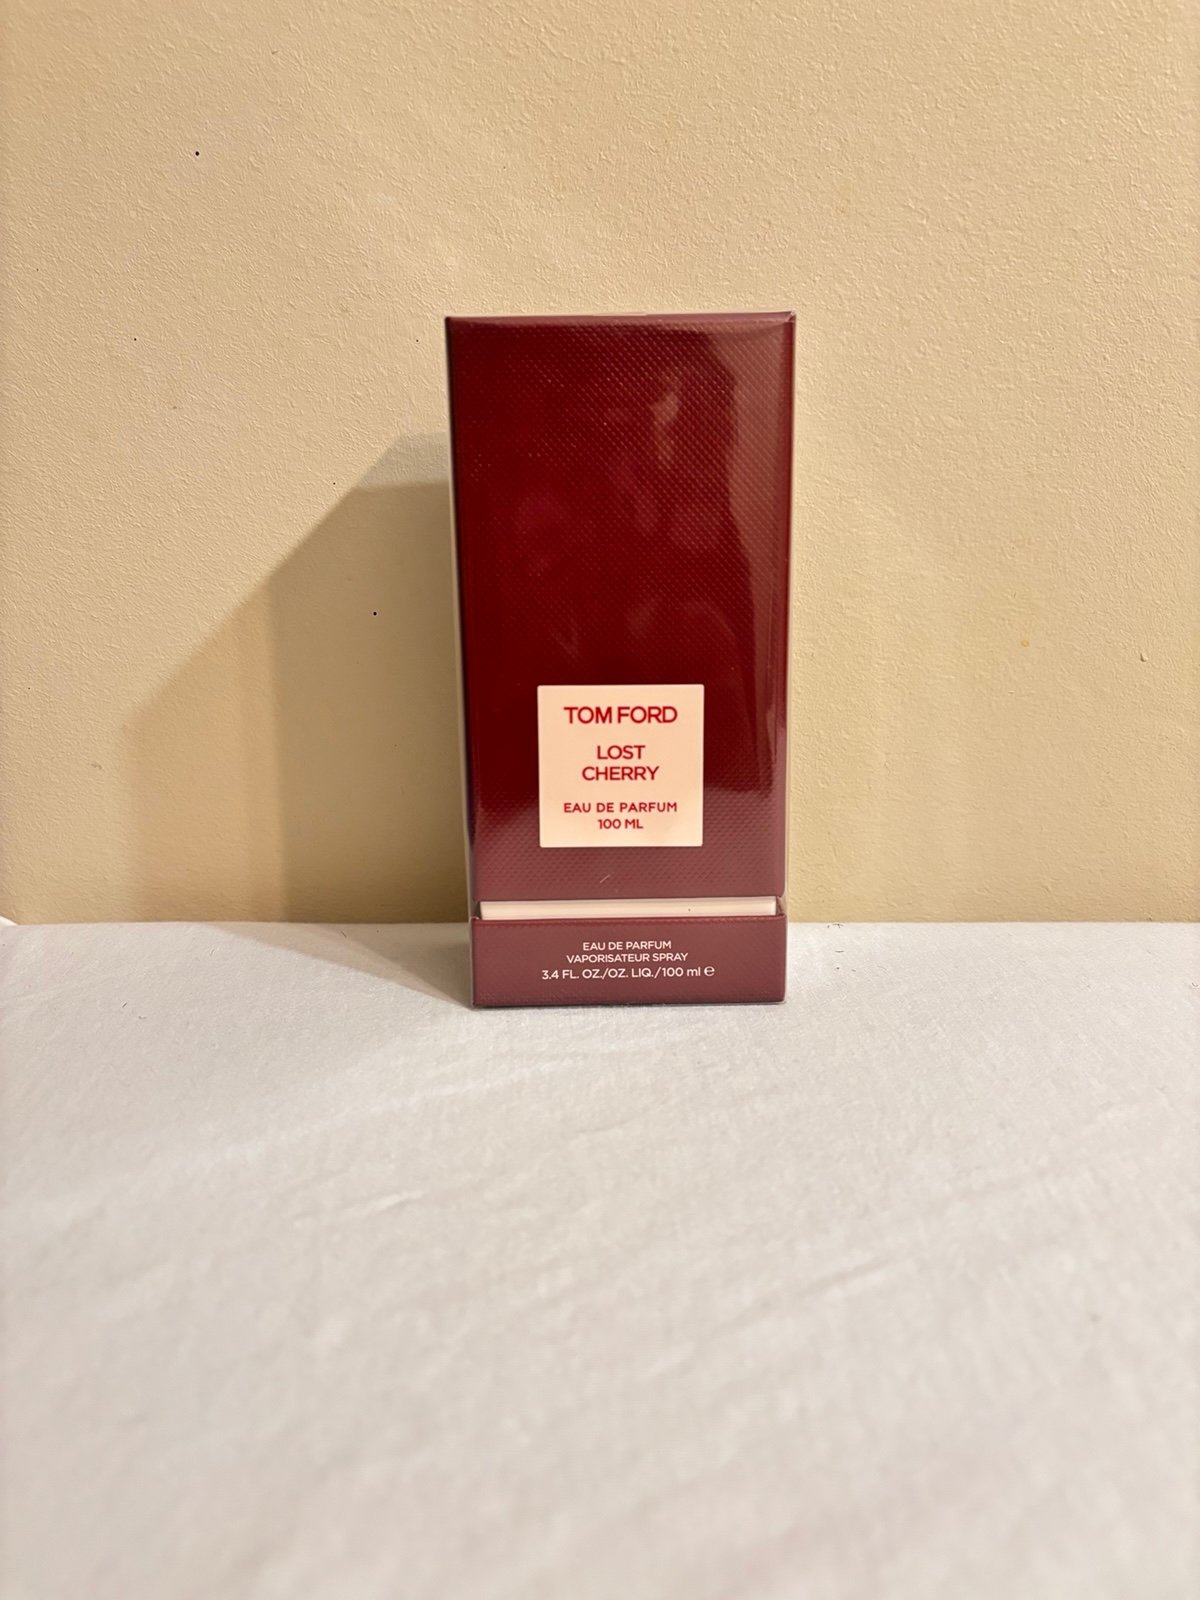 TOM FORD
LOST
CHERRY
EAU DE PARFUM
100 ML
EAU DE PARFUM
VAPORISATEUR SPRAY
3.4 FL. OZ./OZ. LIQ./100 ml ℮